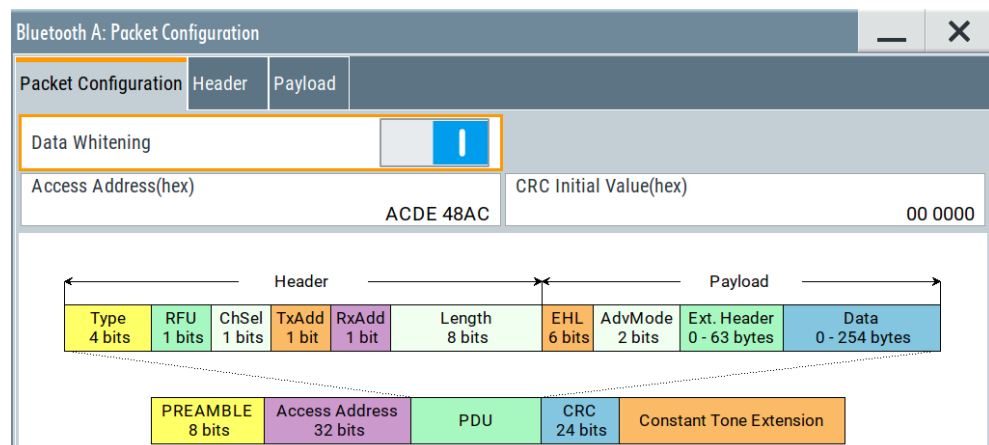 Bluetooth A: Packet Configuration
Packet Configuration Header Payload
Data Whitening
Access Address(hex) CRC Initial Value(hex)
ACDE 48AC 00 0000
Header Payload
Type RFU ChSel TxAdd RxAdd Length EHL AdvMode Ext. Header Data
4 bits 1 bits 1 bits 1 bit 1 bit 8 bits 6 bits 2 bits 0 - 63 bytes 0 - 254 bytes
PREAMBLE Access Address PDU CRC Constant Tone Extension
8 bits 32 bits 24 bits